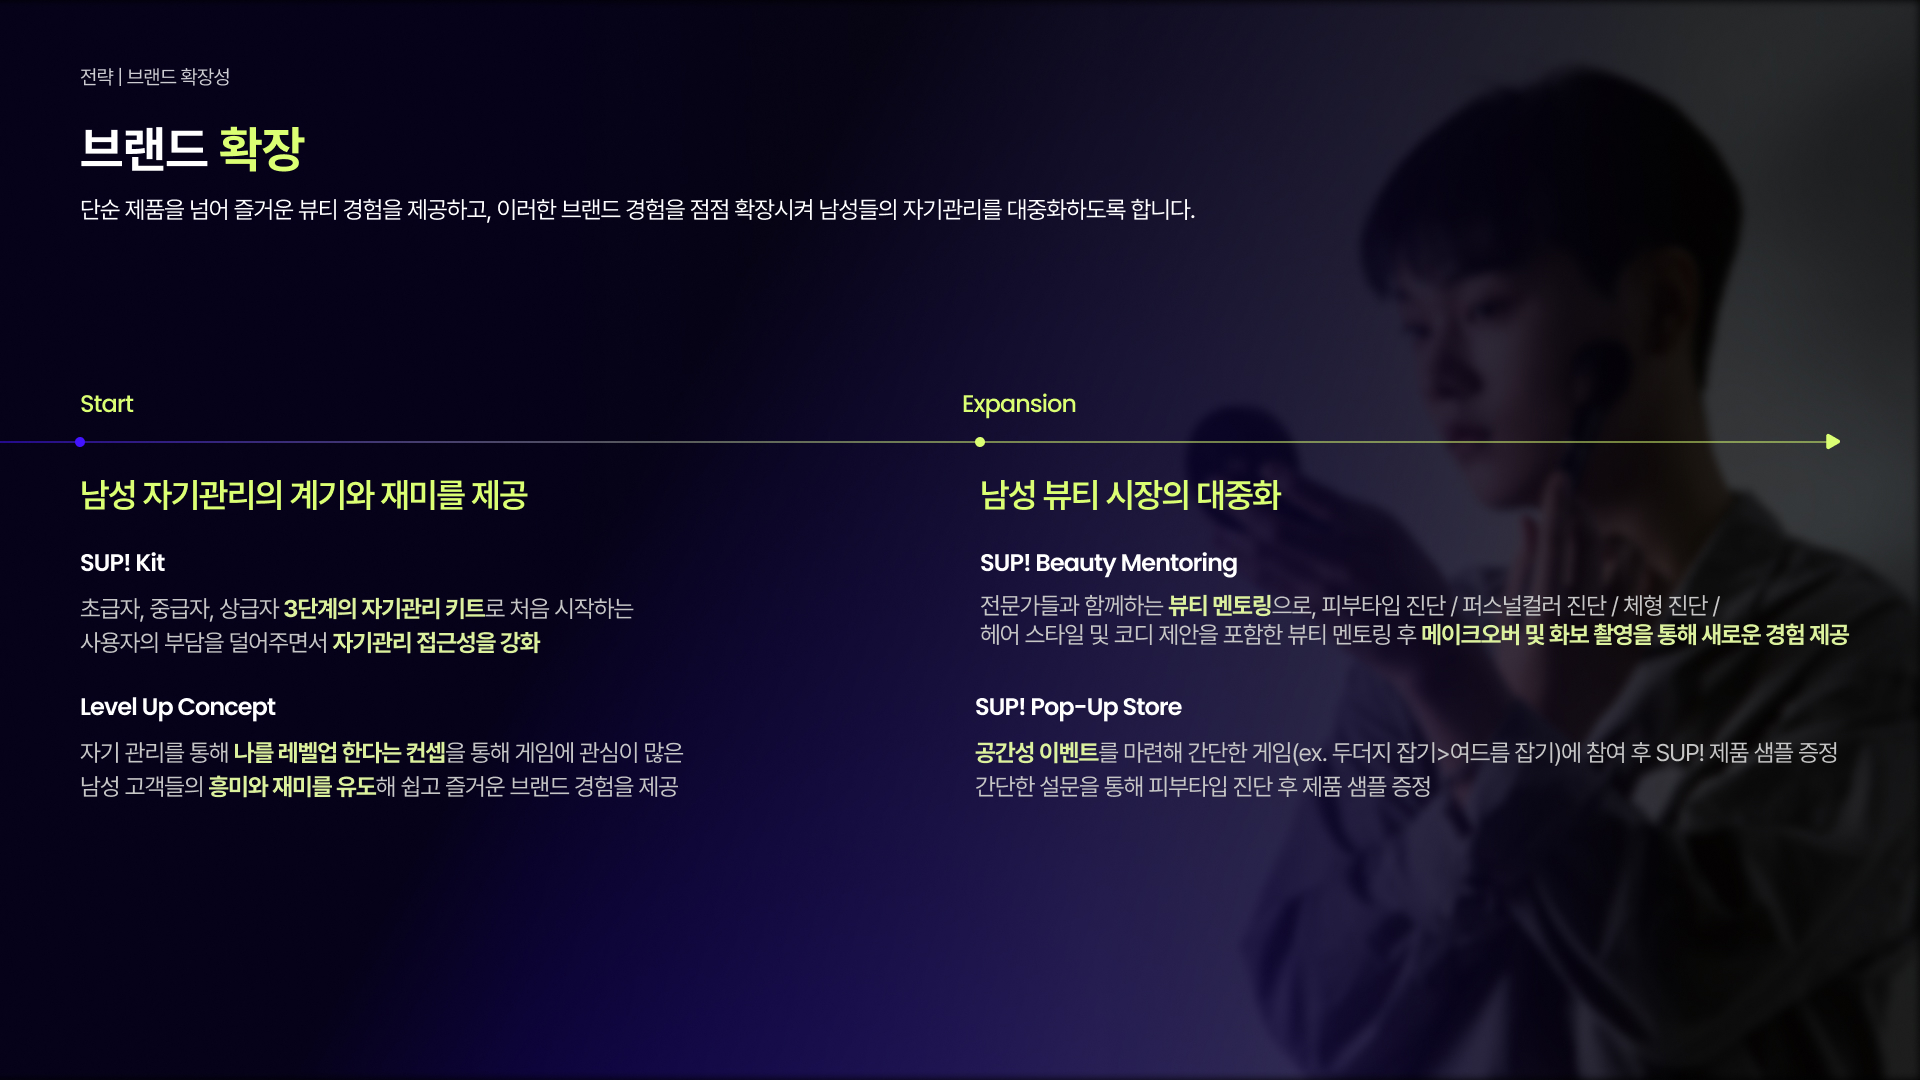 전략 | 브랜드 확장성
브랜드 확장
단순 제품을 넘어 즐거운 뷰티 경험을 제공하고, 이러한 브랜드 경험을 점점 확장시켜 남성들의 자기관리를 대중화하도록 합니다.
Start
남성 자기관리의 계기와 재미를 제공
SUP! Kit
초급자, 중급자, 상급자 3단계의 자기관리 키트로 처음 시작하는
사용자의 부담을 덜어주면서 자기관리 접근성을 강화
Level Up Concept
자기 관리를 통해 나를 레벨업 한다는 컨셉을 통해 게임에 관심이 많은
남성 고객들의 흥미와 재미를 유도해 쉽고 즐거운 브랜드 경험을 제공
Expansion
남성 뷰티 시장의 대중화
SUP! Beauty Mentoring
전문가들과 함께하는 뷰티 멘토링으로, 피부타입 진단 / 퍼스널컬러 진단 / 체형 진단 /
헤어 스타일 및 코디 제안을 포함한 뷰티 멘토링 후 메이크오버 및 화보 촬영을 통해 새로운 경험 제공
SUP! Pop-Up Store
공간성 이벤트를 마련해 간단한 게임(ex. 두더지 잡기>여드름 잡기)에 참여 후 SUP! 제품 샘플 증정
간단한 설문을 통해 피부타입 진단 후 제품 샘플 증정